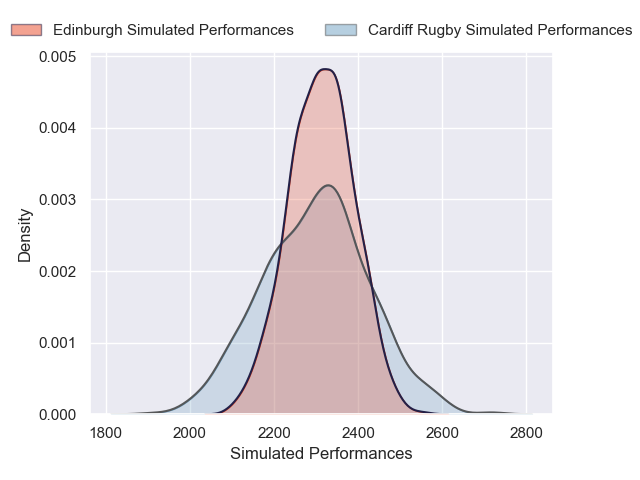 Edinburgh Simulated Performances Cardiff Rugby Simulated Performances
0.005
0.004
0.003
0.002
0.001
0.000
Density
1800 2000 2200 2400 2600 2800
Simulated Performances